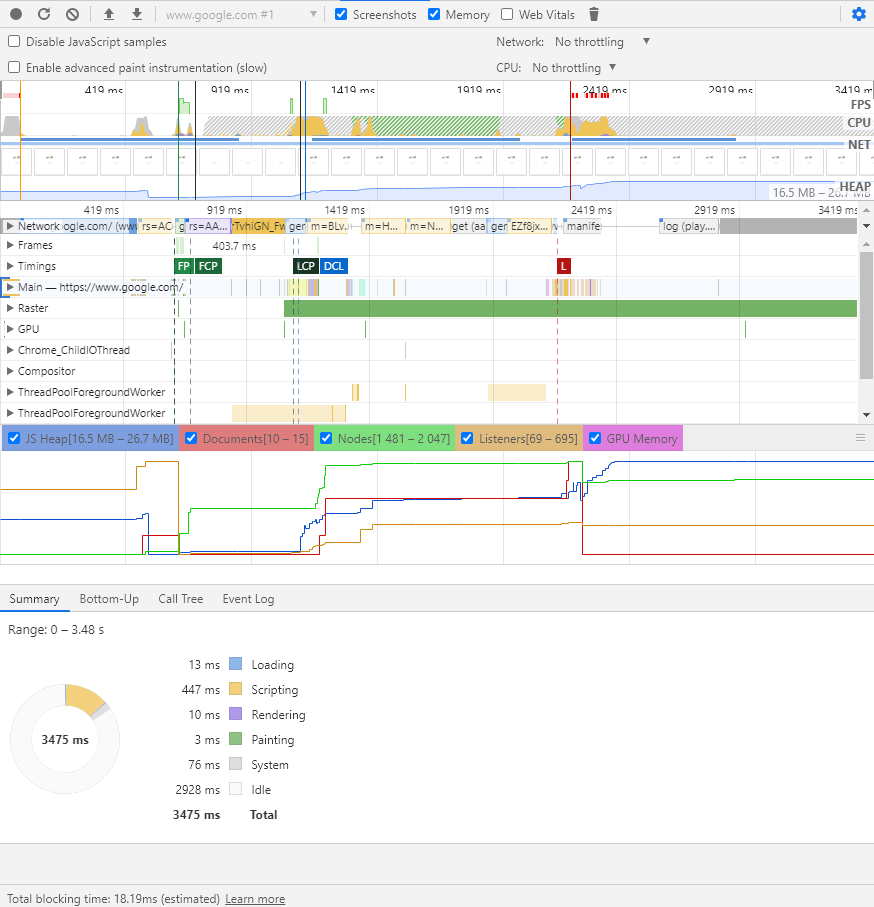 www.google.com #1 Screenshots Memory Web Vitals
Disable JavaScript samples Network: No throttling
Enable advanced paint instrumentation (slow) CPU: No throttling
419 ms 919 ms 1419 ms 1919 ms 2419 ms 2919 ms 3419 m
FPS
CPU
NET
HEAP
16.5 MB – 26.7 MB
419 ms 919 ms 1419 ms 1919 ms 2419 ms 2919 ms 3419 ms
Network ogle.com/ (www rs=AC g rs=AA... rTvhiGN_Fw ger m=BLv... m=H... m=N... get (aa ger EZf8jx... manife log (play....
Frames 403.7 ms
Timings FP FCP LCP DCL L
Main — https://www.google.com/
Raster
GPU
Chrome_ChildIOThread
Compositor
ThreadPoolForegroundWorker
ThreadPoolForegroundWorker
JS Heap[16.5 MB – 26.7 MB] Documents[10 – 15] Nodes[1 481 – 2 047] Listeners[69 – 695] GPU Memory
Summary Bottom-Up Call Tree Event Log
Range: 0 – 3.48 s
13 ms Loading
447 ms Scripting
10 ms Rendering
3 ms Painting
76 ms System
2928 ms Idle
3475 ms Total
3475 ms
Total blocking time: 18.19ms (estimated) Learn more